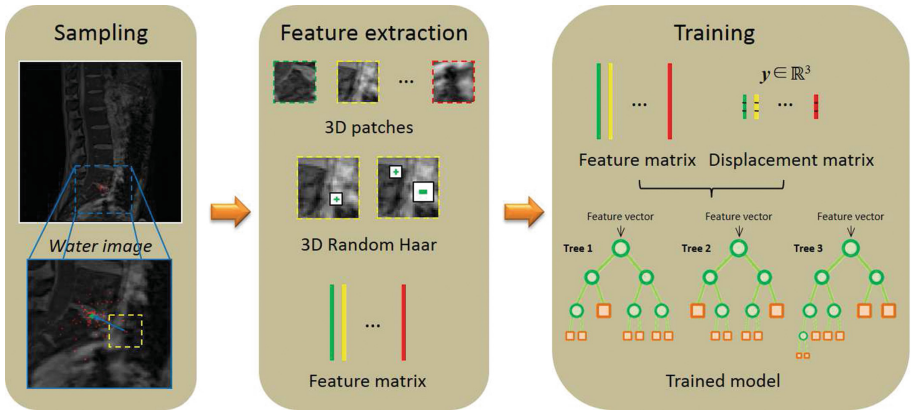 Sampling
Water image
Feature extraction
...
3D patches
+
+
-
3D Random Haar
...
Feature matrix
Training
...
y ∈ ℝ³
...
Feature matrix
Displacement matrix
Feature vector
Feature vector
Feature vector
Tree 1
Tree 2
Tree 3
Trained model